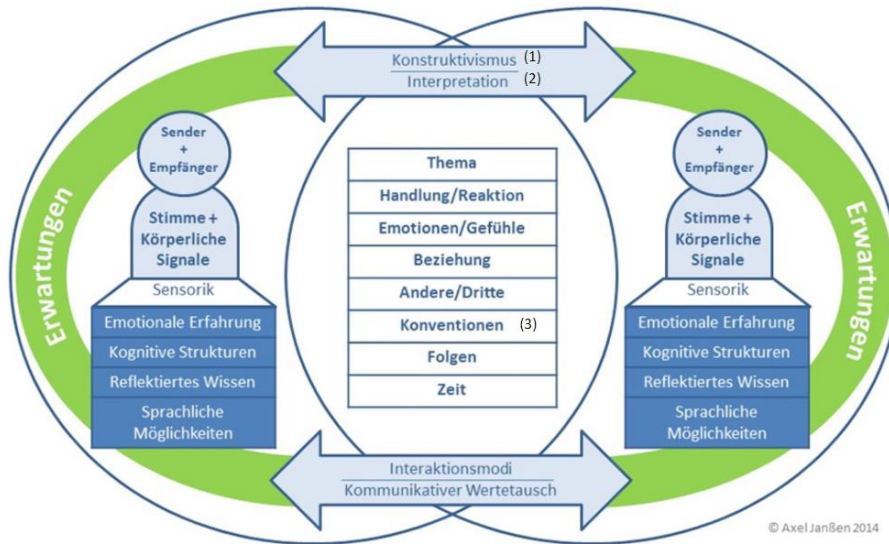 Konstruktivismus (1)
Interpretation (2)
Sender
+
Empfänger
Stimme +
Körperliche
Signale
Sensorik
Emotionale Erfahrung
Kognitive Strukturen
Reflektiertes Wissen
Sprachliche
Möglichkeiten
Erwartungen
Thema
Handlung/Reaktion
Emotionen/Gefühle
Beziehung
Andere/Dritte
Konventionen (3)
Folgen
Zeit
Sender
+
Empfänger
Stimme +
Körperliche
Signale
Sensorik
Emotionale Erfahrung
Kognitive Strukturen
Reflektiertes Wissen
Sprachliche
Möglichkeiten
Erwartungen
Interaktionsmodi
Kommunikativer Wertetausch
© Axel Janßen 2014